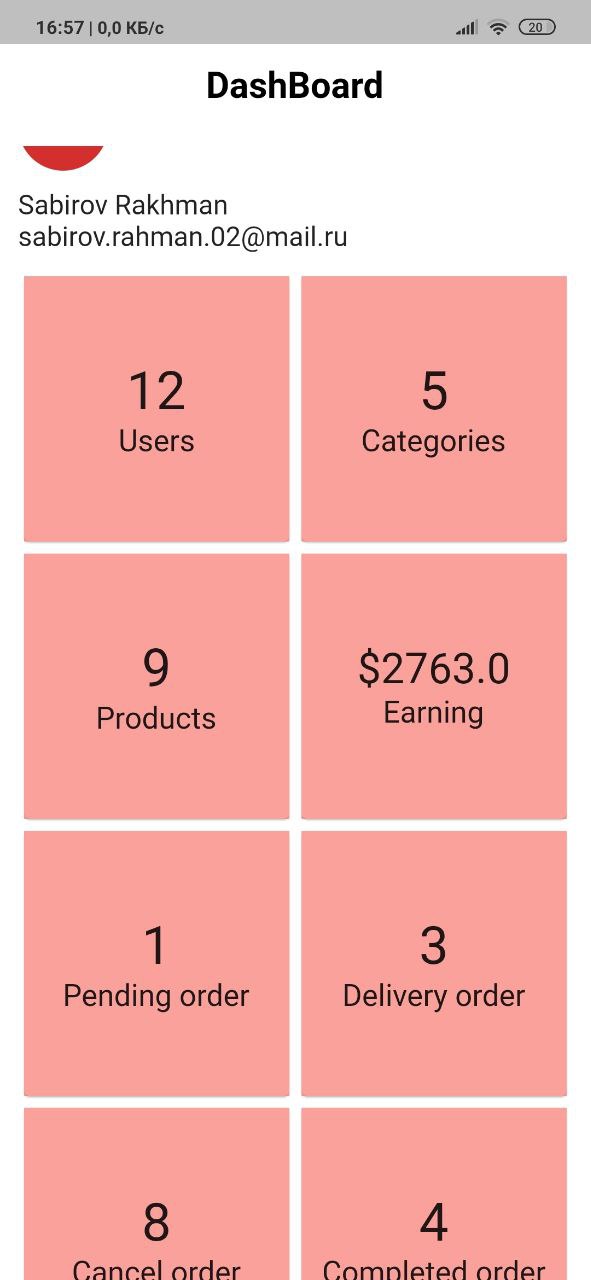 16:57 | 0,0 КБ/с 20
DashBoard
Sabirov Rakhman
sabirov.rahman.02@mail.ru
12
Users
5
Categories
9
Products
$2763.0
Earning
1
Pending order
3
Delivery order
8
Cancel order
4
Completed order